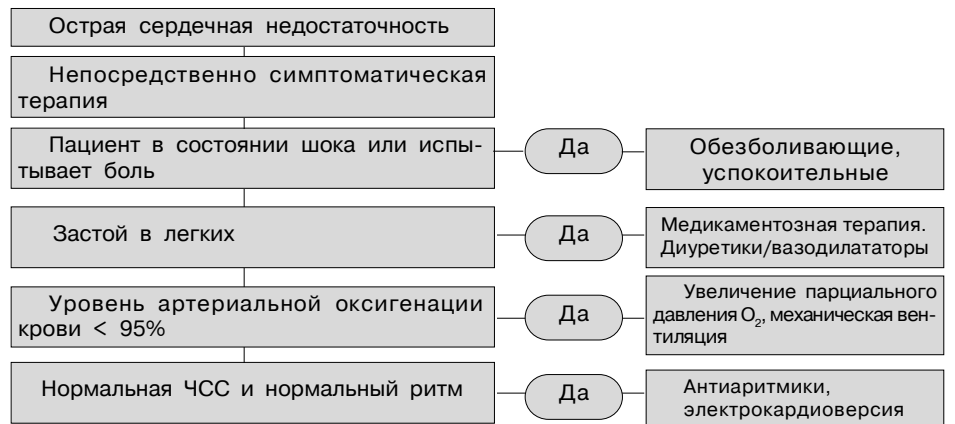 Острая сердечная недостаточность
Непосредственно симптоматическая
терапия
Пациент в состоянии шока или испы-
тывает боль
Да
Обезболивающие,
успокоительные
Застой в легких
Да
Медикаментозная терапия.
Диуретики/вазодилататоры
Уровень артериальной оксигенации
крови < 95%
Да
Увеличение парциального
давления O₂, механическая вен-
тиляция
Нормальная ЧСС и нормальный ритм
Да
Антиаритмики,
электрокардиоверсия